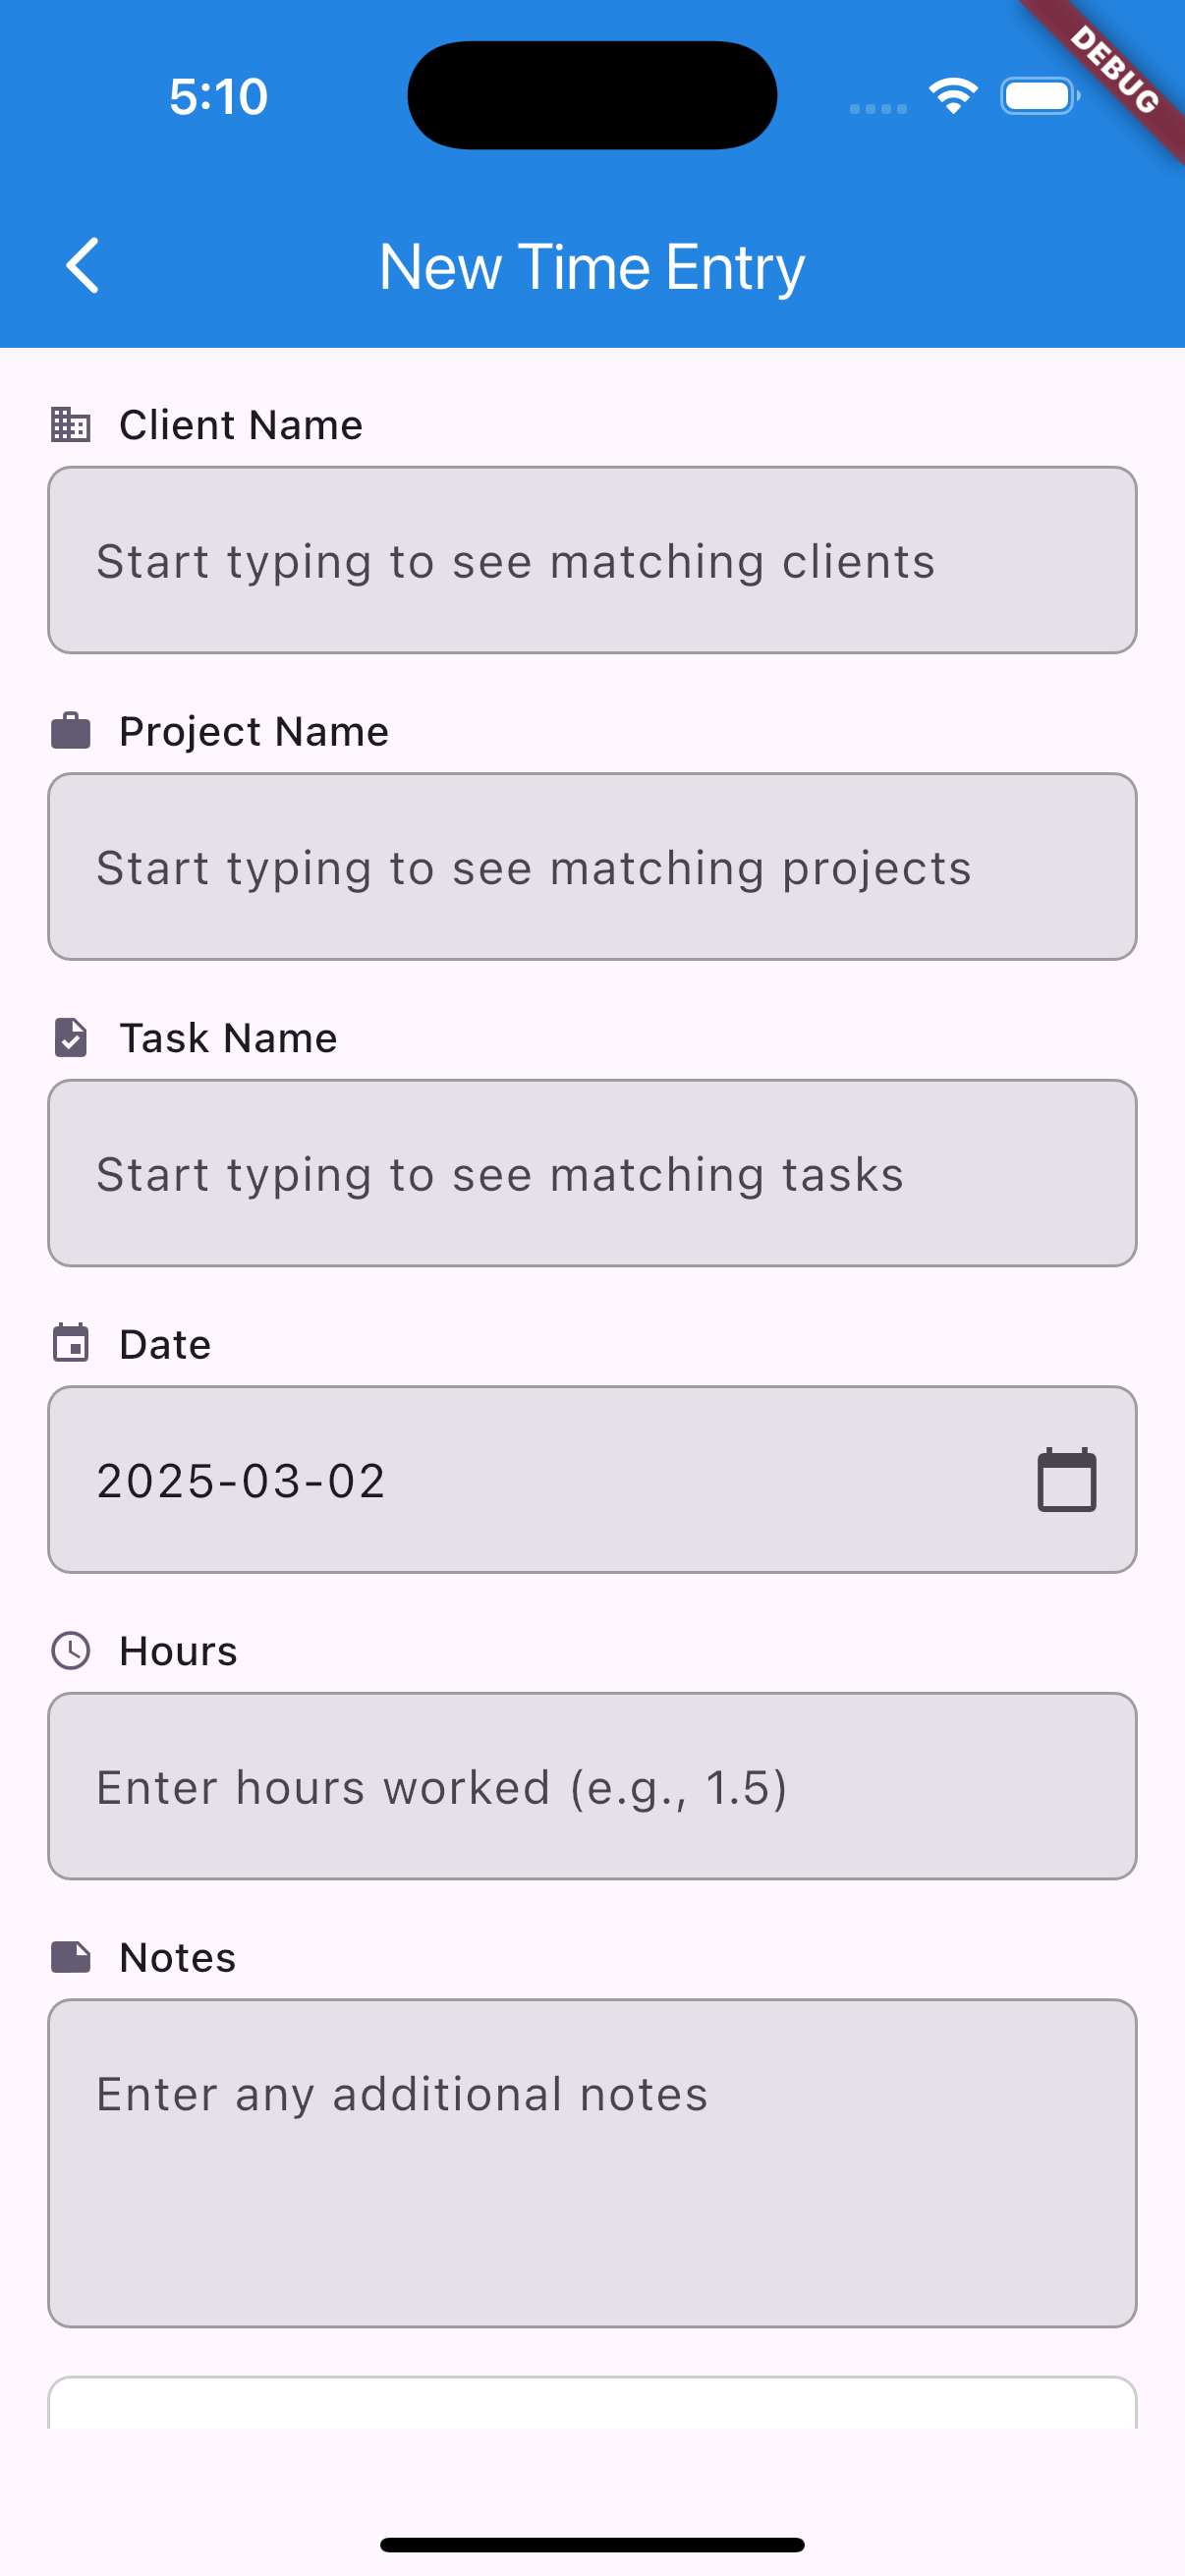 5:10
DEBUG
New Time Entry
Client Name
Start typing to see matching clients
Project Name
Start typing to see matching projects
Task Name
Start typing to see matching tasks
Date
2025-03-02
Hours
Enter hours worked (e.g., 1.5)
Notes
Enter any additional notes